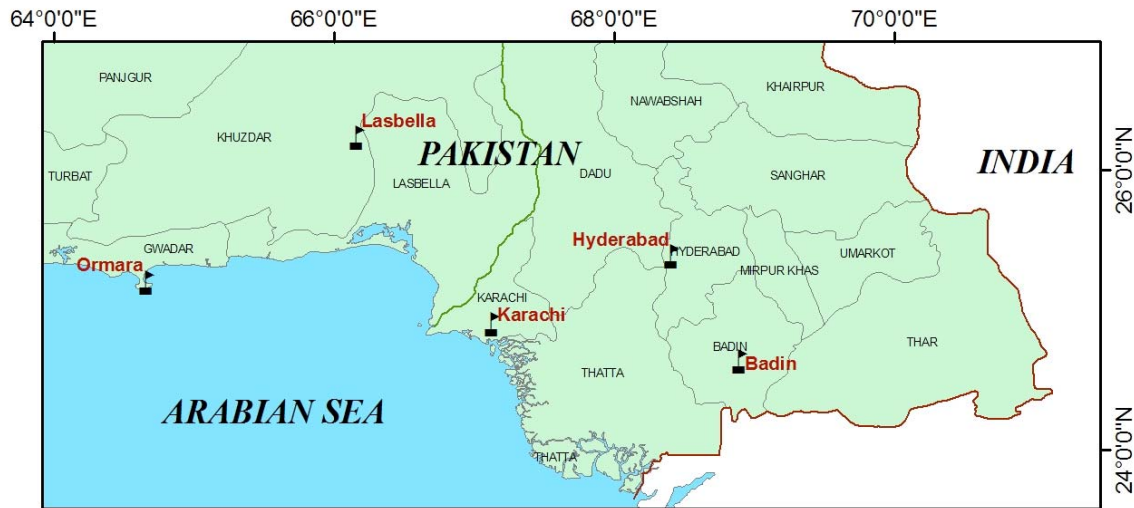 64°0'0"E 66°0'0"E 68°0'0"E 70°0'0"E
PANJGUR
KHAIRPUR
NAWABSHAH
Lasbella
KHUZDAR
PAKISTAN
INDIA
26°0'0"N
TURBAT
LASBELLA
DADU
SANGHAR
GWADAR
Hyderabad
HYDERABAD
UMARKOT
Ormara
MIRPUR KHAS
KARACHI
Karachi
THAR
BADIN
Badin
THATTA
ARABIAN SEA
THATTA
24°0'0"N